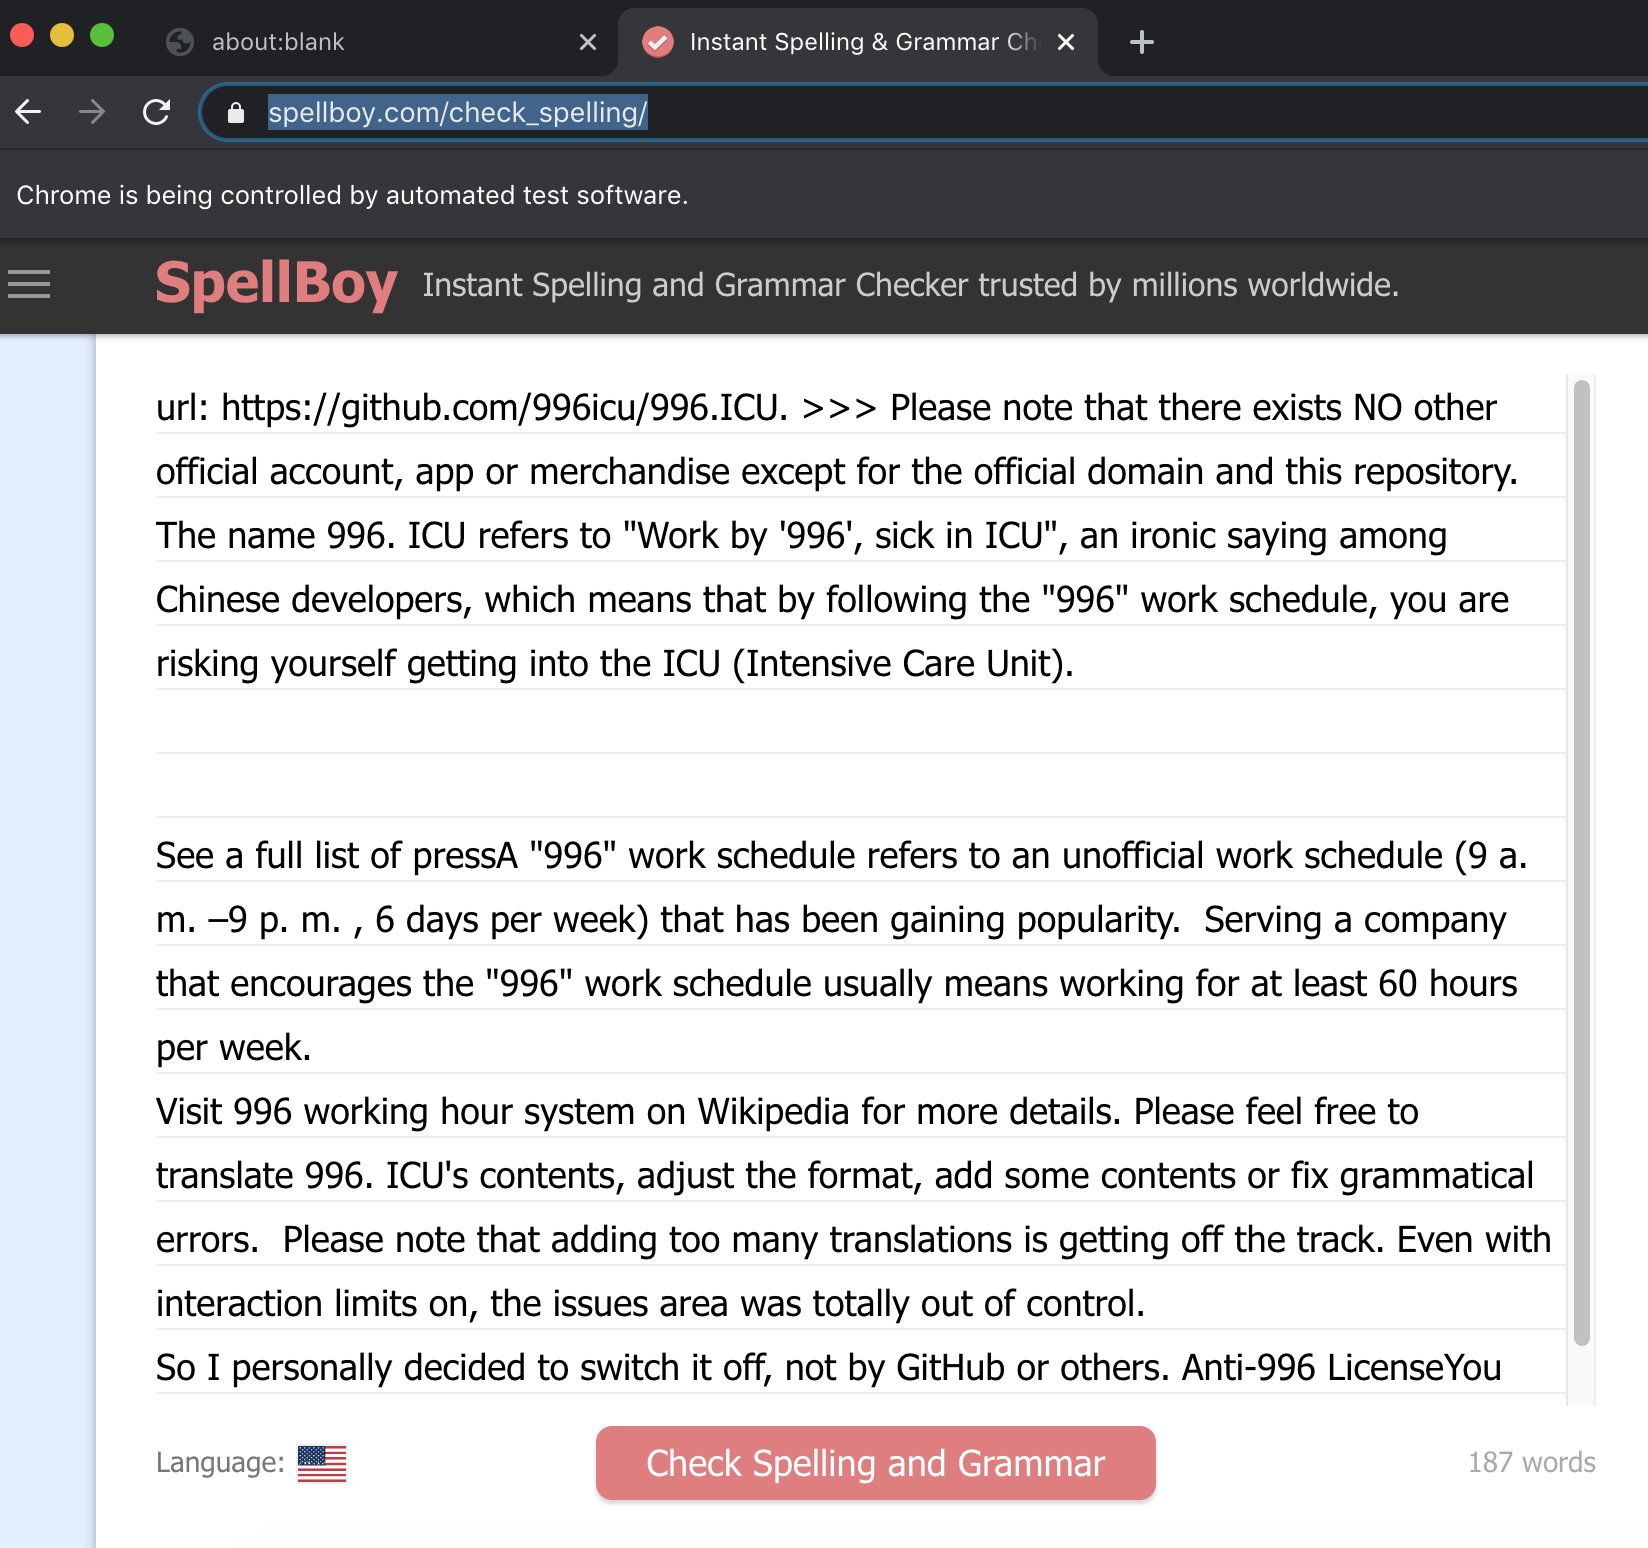 about:blank
Instant Spelling & Grammar Ch
spellboy.com/check_spelling/
Chrome is being controlled by automated test software.
SpellBoy Instant Spelling and Grammar Checker trusted by millions worldwide.
url: https://github.com/996icu/996.ICU. >>> Please note that there exists NO other
official account, app or merchandise except for the official domain and this repository.
The name 996. ICU refers to "Work by '996', sick in ICU", an ironic saying among
Chinese developers, which means that by following the "996" work schedule, you are
risking yourself getting into the ICU (Intensive Care Unit).
See a full list of pressA "996" work schedule refers to an unofficial work schedule (9 a.
m. –9 p. m. , 6 days per week) that has been gaining popularity.  Serving a company
that encourages the "996" work schedule usually means working for at least 60 hours
per week.
Visit 996 working hour system on Wikipedia for more details. Please feel free to
translate 996. ICU's contents, adjust the format, add some contents or fix grammatical
errors.  Please note that adding too many translations is getting off the track. Even with
interaction limits on, the issues area was totally out of control.
So I personally decided to switch it off, not by GitHub or others. Anti-996 LicenseYou
Language:
Check Spelling and Grammar
187 words